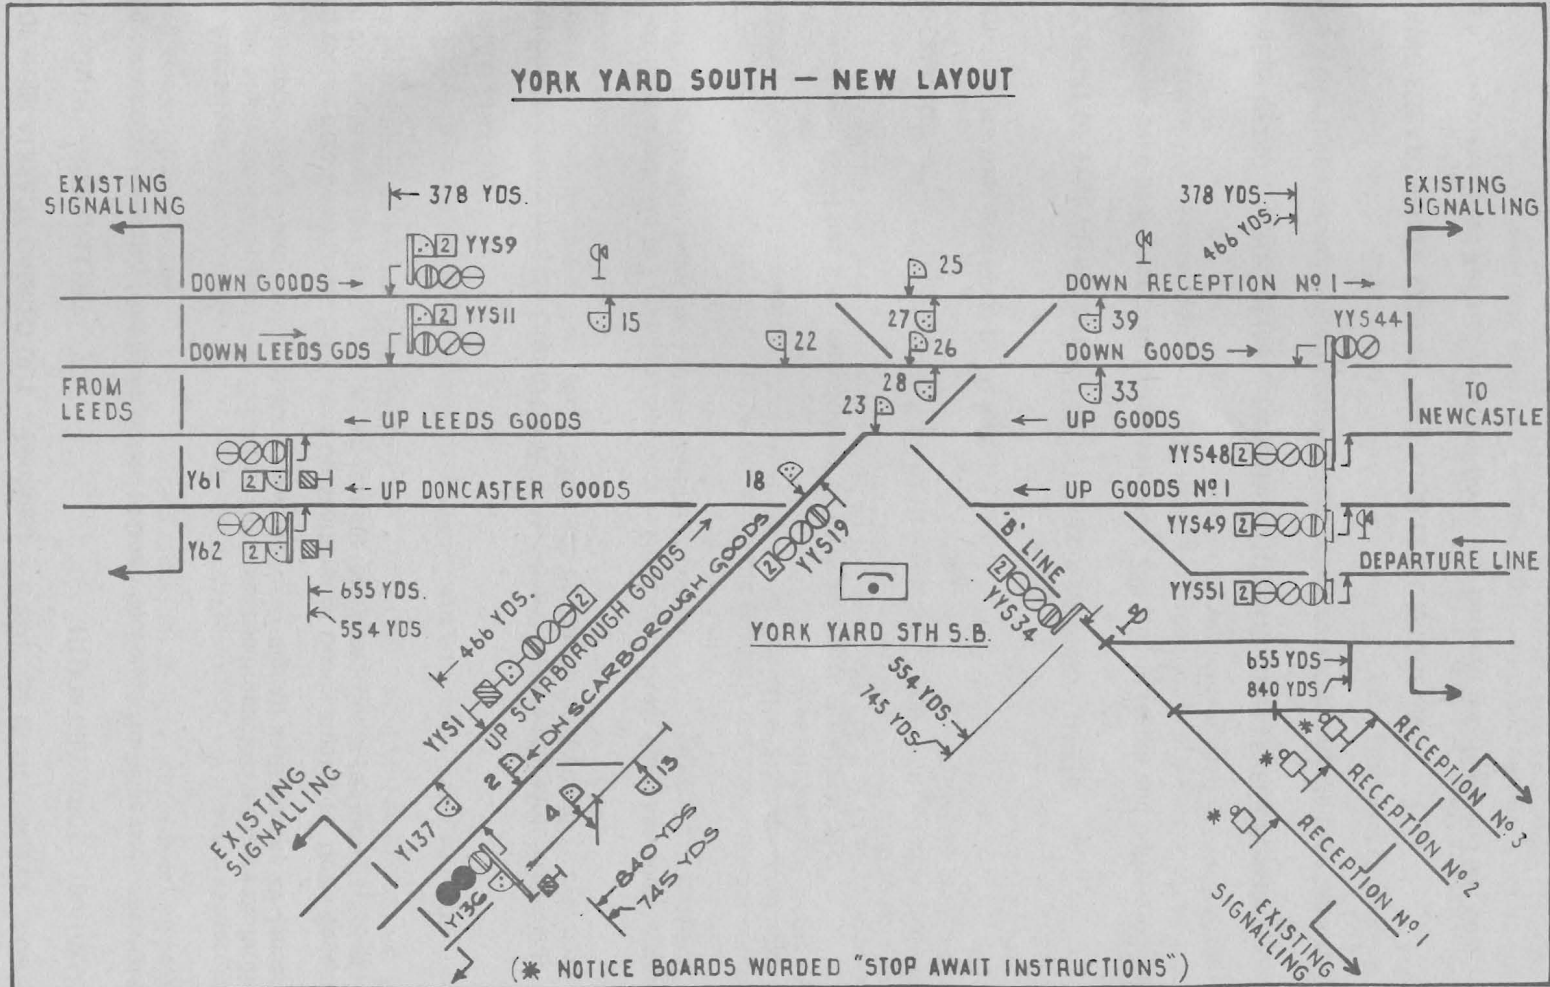 YORK YARD SOUTH — NEW LAYOUT
EXISTING
SIGNALLING
378 YDS.
378 YDS.
466 YDS.
EXISTING
SIGNALLING
2 YYS9
25
DOWN GOODS →
DOWN RECEPTION Nº 1 →
2 YYS11
15
27
39
YYS44
DOWN LEEDS GDS
22
26
DOWN GOODS →
FROM
LEEDS
28
33
TO
NEWCASTLE
23
← UP LEEDS GOODS
← UP GOODS
YYS48 2
Y61 2
← UP DONCASTER GOODS
18
← UP GOODS Nº 1
2 YYS19
'B' LINE
YYS49 2
Y62 2
DEPARTURE LINE
2 YYS34
YYS51 2
655 YDS.
554 YDS
466 YDS.
2
YYS1
UP SCARBOROUGH GOODS →
← DN SCARBOROUGH GOODS
YORK YARD STH S.B.
554 YDS.
745 YDS.
655 YDS
840 YDS
2
4
13
Y137
Y136
840 YDS
745 YDS
EXISTING
SIGNALLING
* RECEPTION Nº 3
* RECEPTION Nº 2
* RECEPTION Nº 1
EXISTING
SIGNALLING
(* NOTICE BOARDS WORDED "STOP AWAIT INSTRUCTIONS")